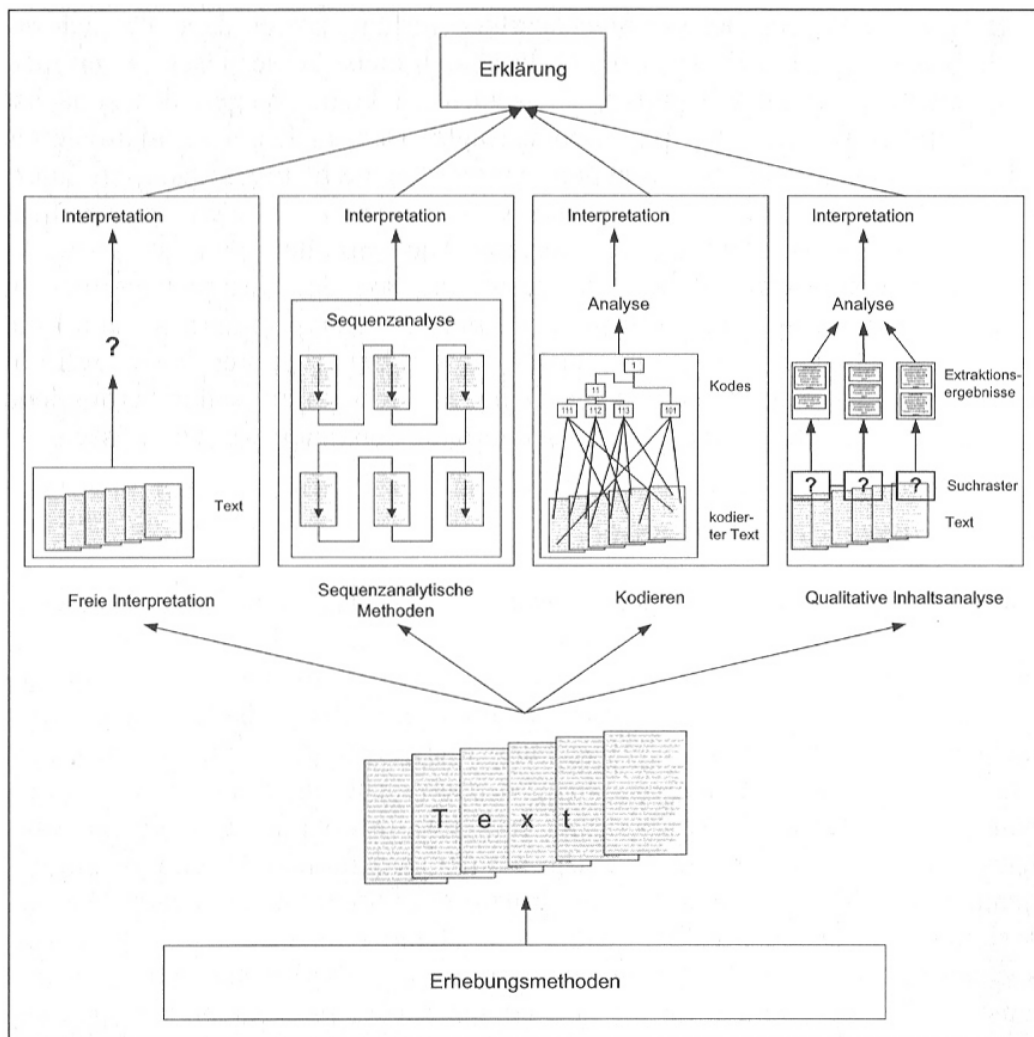 Erklärung
Interpretation
?
Text
Freie Interpretation
Interpretation
Sequenzanalyse
Sequenzanalytische
Methoden
Interpretation
Analyse
Kodes
1
11
111 112 113 101
kodier-
ter Text
Kodieren
Interpretation
Analyse
Extraktions-
ergebnisse
? ? ?
Suchraster
Text
Qualitative Inhaltsanalyse
Text
Erhebungsmethoden